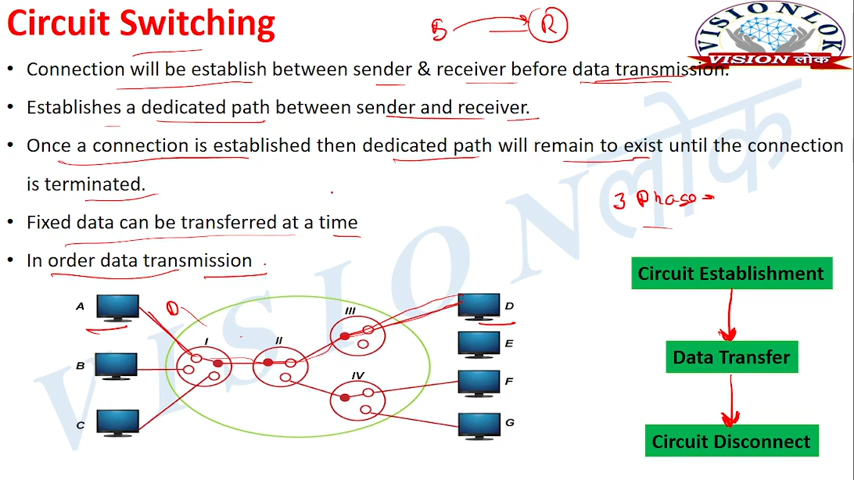 Circuit Switching
S R
VISIONLOK
VISION लोक
• Connection will be establish between sender & receiver before data transmission.
• Establishes a dedicated path between sender and receiver.
• Once a connection is established then dedicated path will remain to exist until the connection
is terminated.
3 Phase
• Fixed data can be transferred at a time
• In order data transmission
Circuit Establishment
Data Transfer
Circuit Disconnect
A D
B E
C F
G
D
I II III IV
VISIONलोक